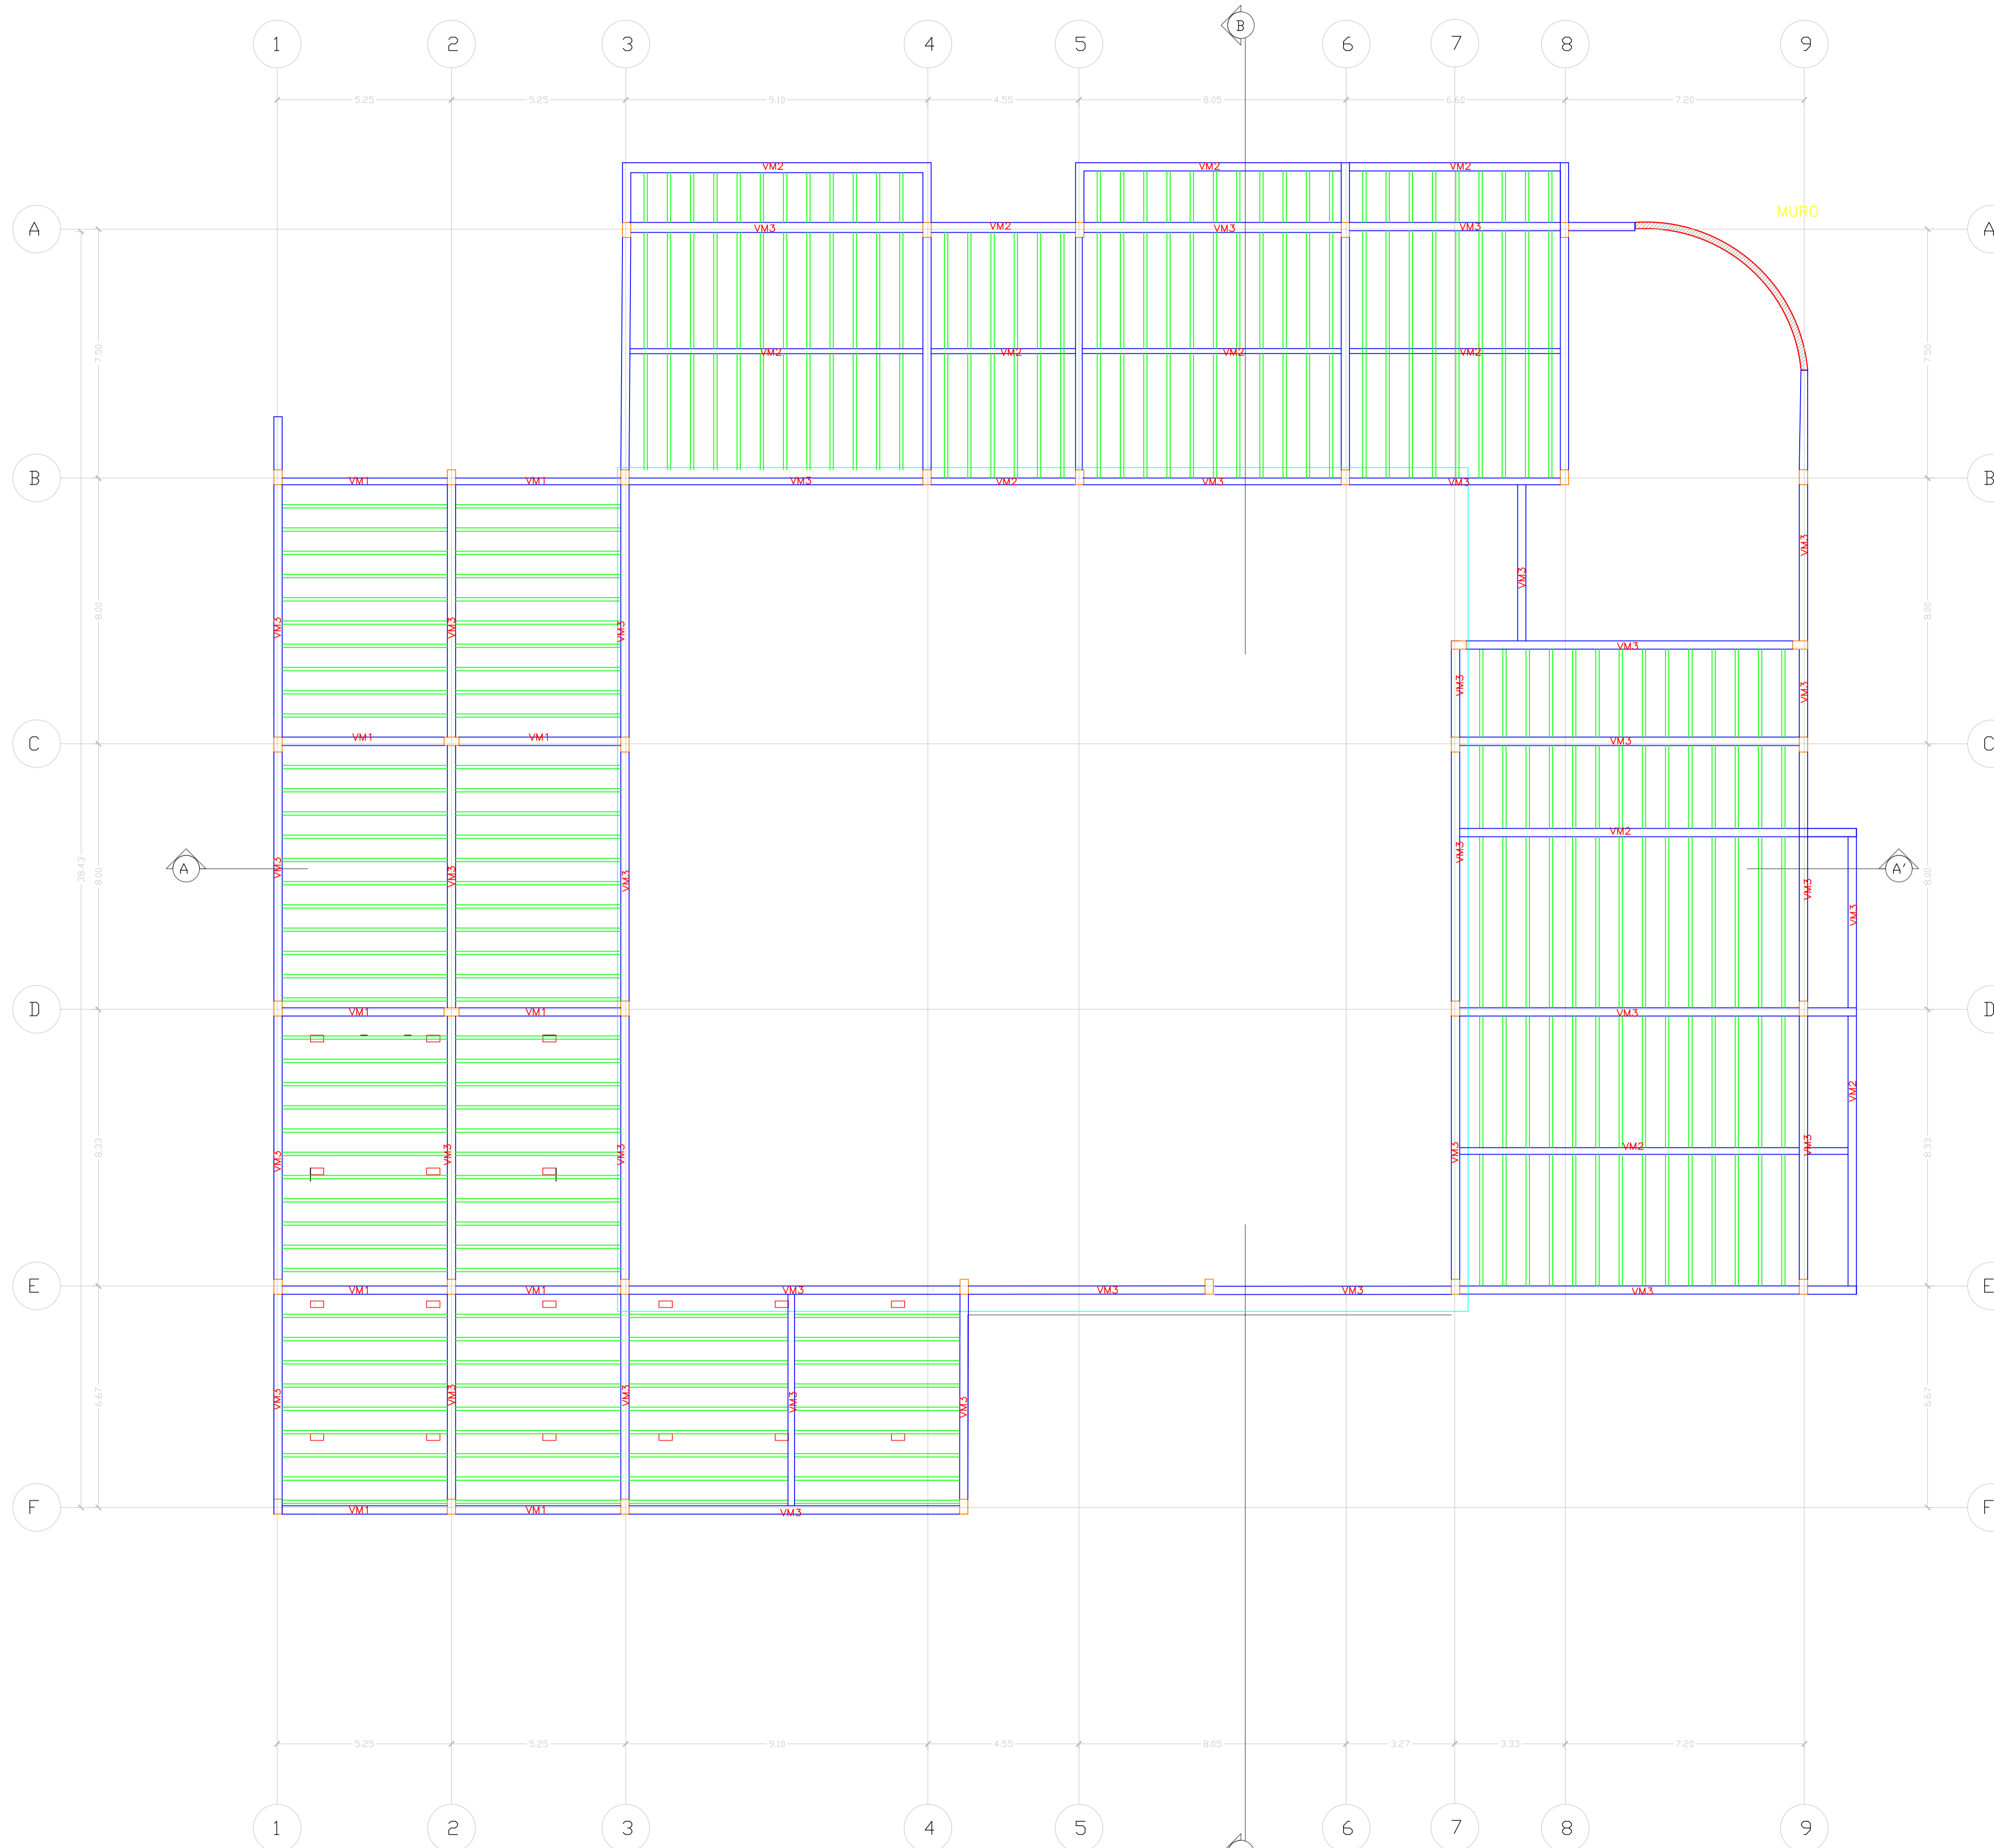 B
1 2 3 4 5 6 7 8 9
5.25 5.25 9.10 4.55 8.05 6.60 7.20
VM2 VM2 VM2
MURO
A VM3 VM2 VM3 VM3 A
7.50 VM2 VM2 VM2 VM2 7.50
B VM1 VM1 VM3 VM2 VM3 VM3 B
VM3
VM3
8.00 8.00
VM3 VM3 VM3
VM3
VM3 VM3
C VM1 VM1 VM3 C
VM2
VM3
38.43 A VM3 VM3 VM3 A'
8.00 8.00
VM3
VM3
D VM1 VM1 VM3 D
VM2
8.33 VM3 VM3 VM3 VM3 VM2 VM3 8.33
E VM1 VM1 VM3 VM3 VM3 VM3 E
6.67 VM3 VM3 VM3 VM3 VM3 6.67
F VM1 VM1 VM3 F
5.25 5.25 9.10 4.55 8.05 3.27 3.33 7.20
1 2 3 4 5 6 7 8 9